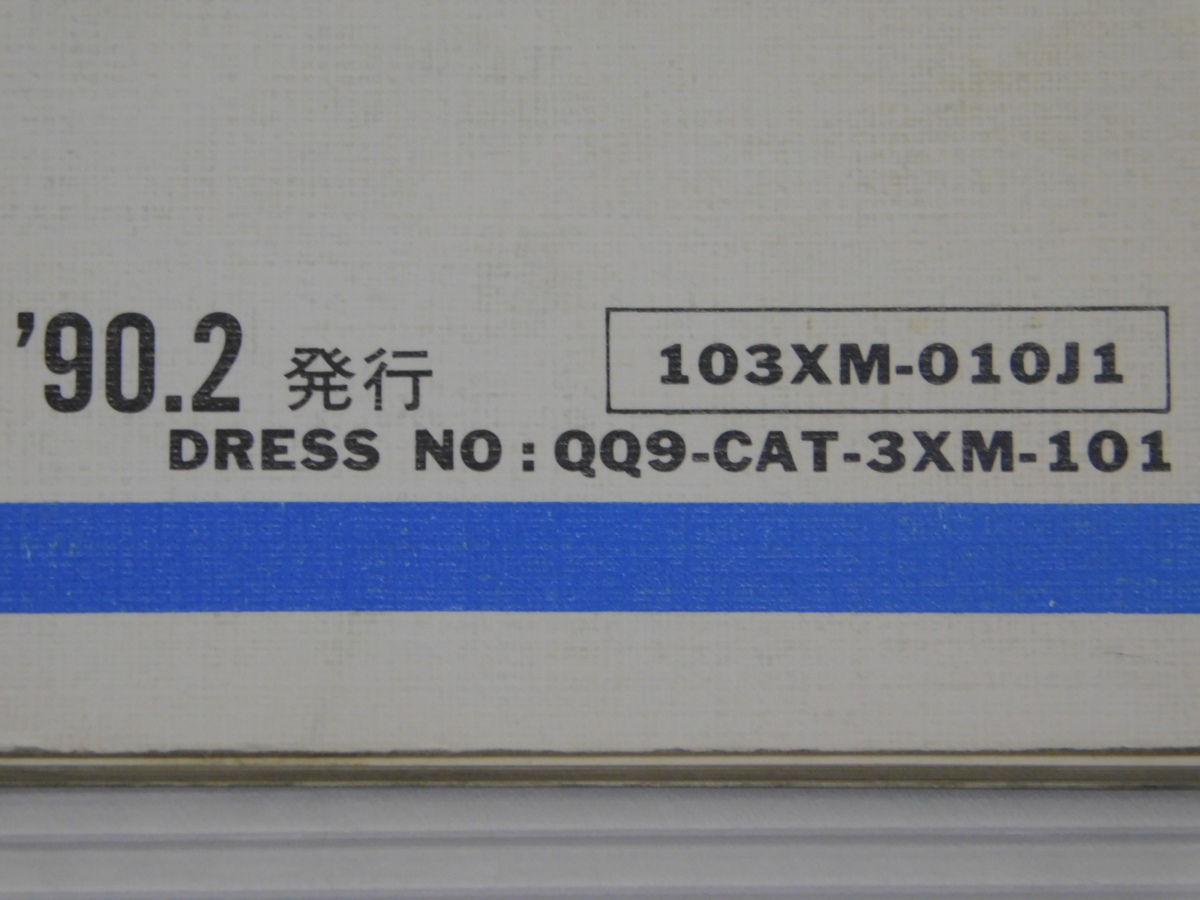 ’90.2 発行
103XM-010J1
DRESS NO:QQ9-CAT-3XM-101